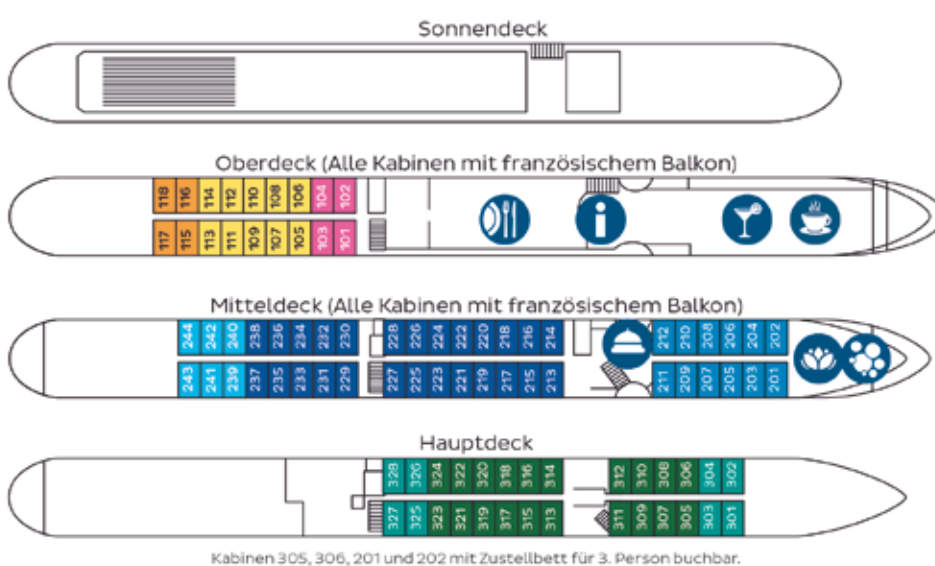 Sonnendeck
Oberdeck (Alle Kabinen mit französischem Balkon)
118 116 114 112 110 108 106 104 102
117 115 113 111 109 107 105 103 101
Mitteldeck (Alle Kabinen mit französischem Balkon)
244 242 240 238 236 234 232 230 228 226 224 222 220 218 216 214 212 210 208 206 204 202
243 241 239 237 235 233 231 229 227 225 223 221 219 217 215 213 211 209 207 205 203 201
Hauptdeck
328 326 324 322 320 318 316 314 312 310 308 306 304 302
327 325 323 321 319 317 315 313 311 309 307 305 303 301
Kabinen 305, 306, 201 und 202 mit Zustellbett für 3. Person buchbar.